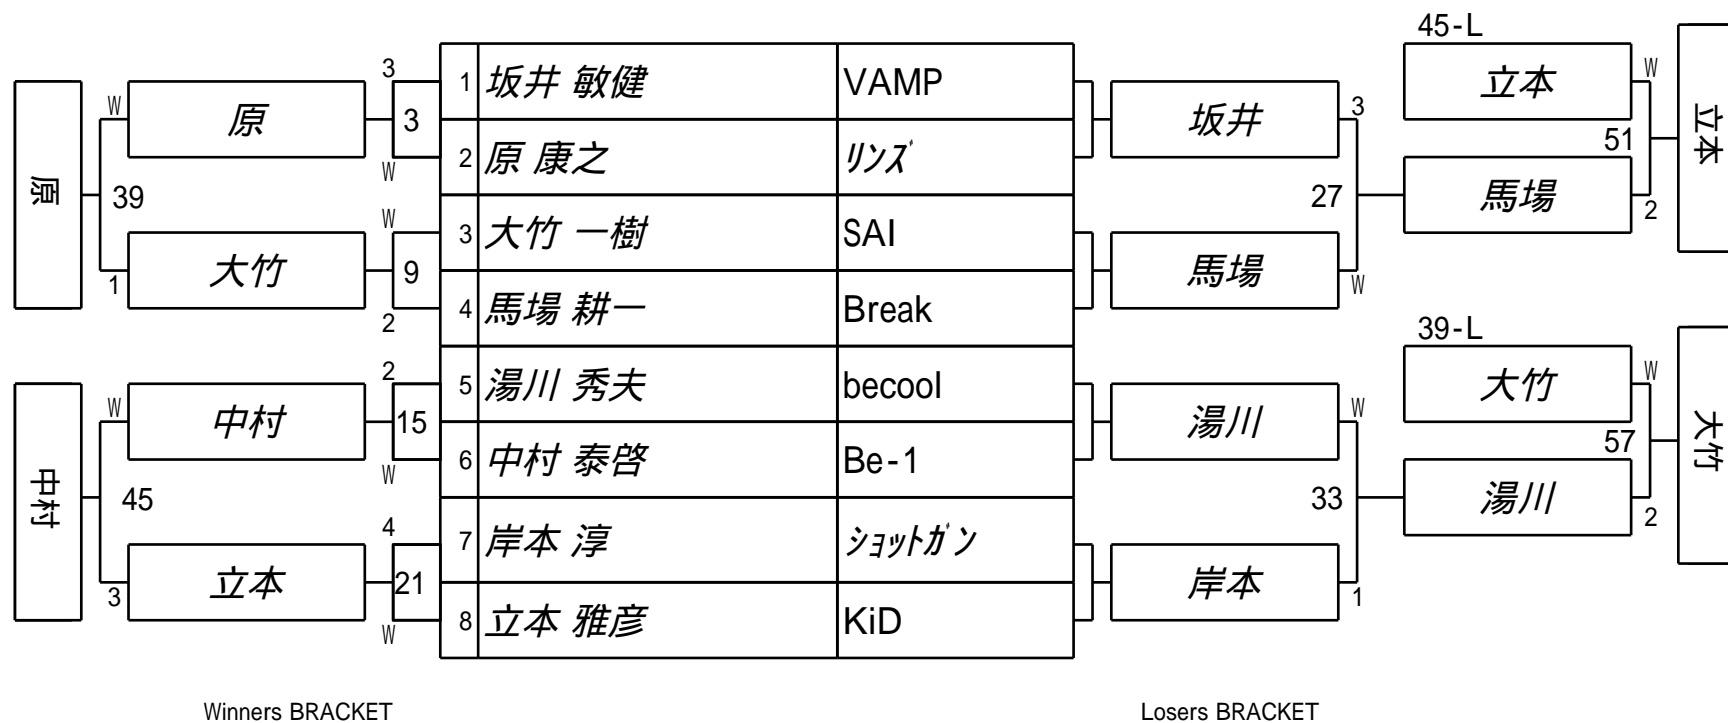 45-L
3
1 坂井 敏健 VAMP
立本 W
W 原 3
坂井 3
立本
2 原 康之 リンズ
W
51
原
39
27
馬場 2
W
3 大竹 一樹 SAI
大竹 9
馬場 W
1
4 馬場 耕一 Break
2
39-L
2
5 湯川 秀夫 becool
大竹 W
W 中村 15
湯川 W
大竹
6 中村 泰啓 Be-1
W
57
中村
45
33
湯川 2
4
7 岸本 淳 ショットガン
立本 21
岸本 1
3
8 立本 雅彦 KiD
W
Winners BRACKET
Losers BRACKET